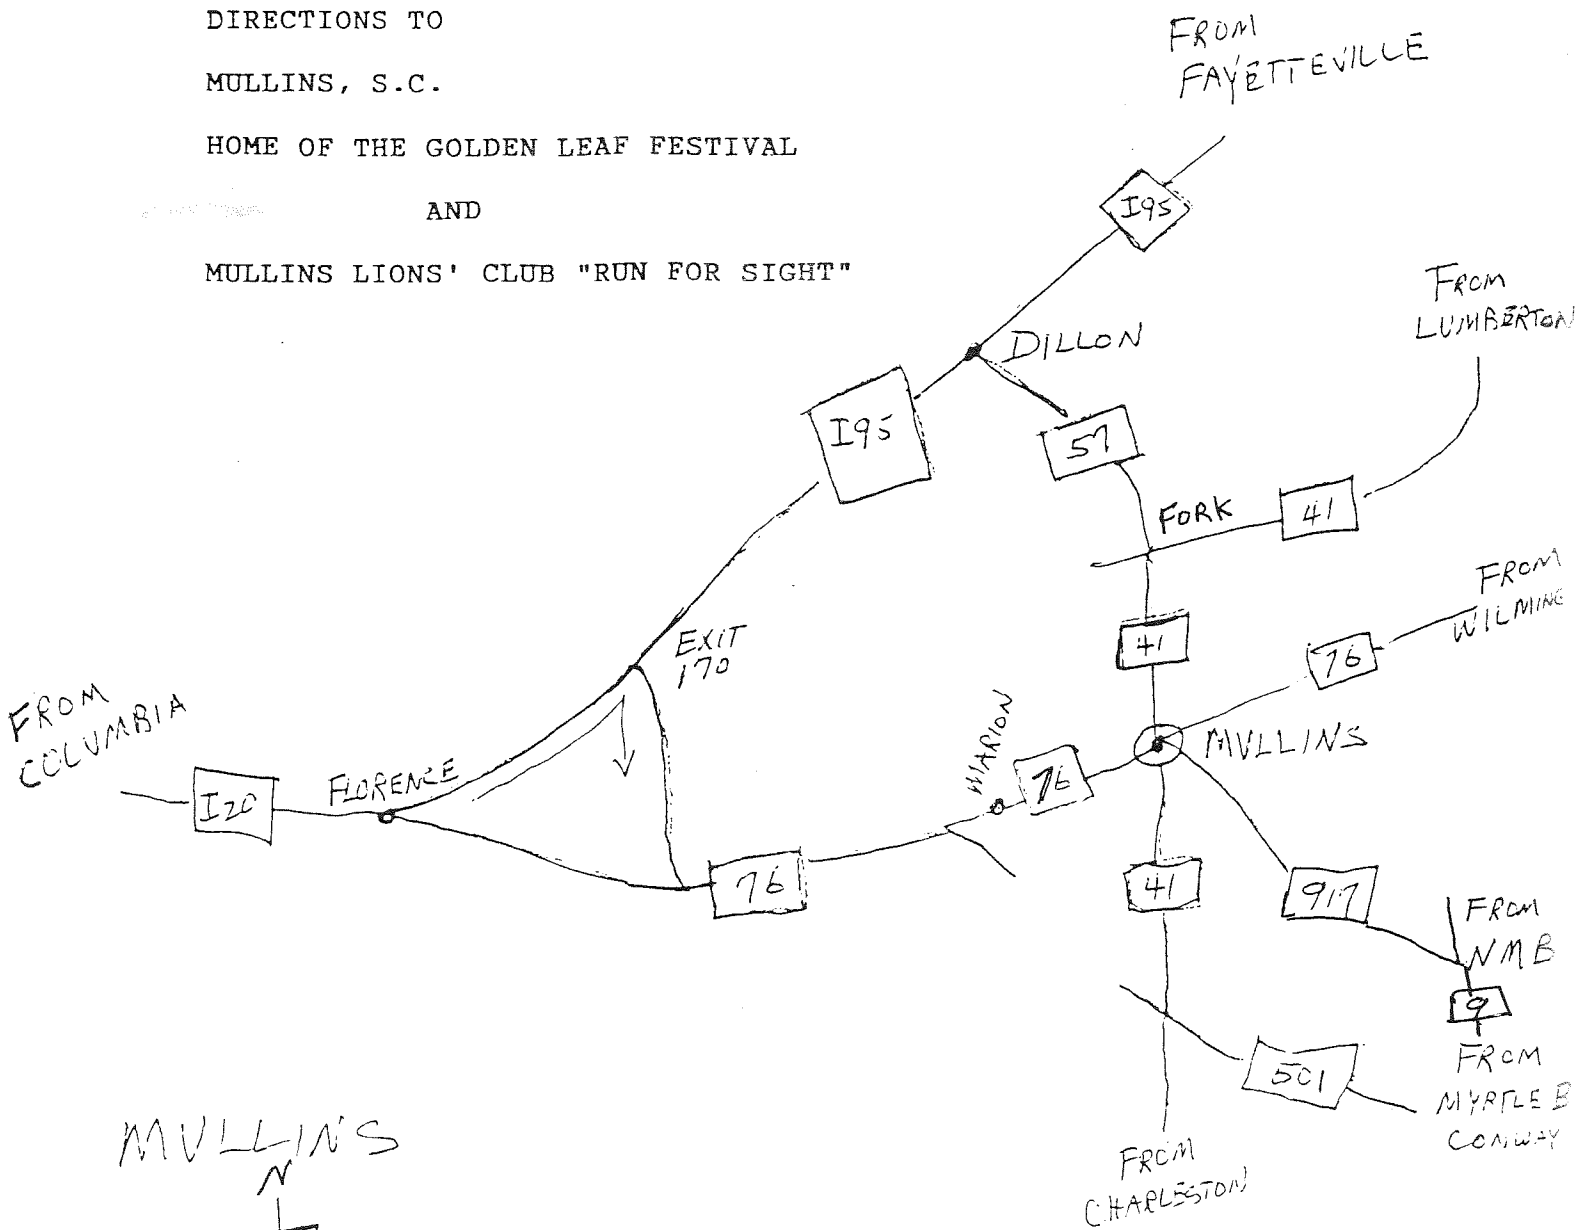 DIRECTIONS TO
MULLINS, S.C.
HOME OF THE GOLDEN LEAF FESTIVAL
AND
MULLINS LIONS' CLUB "RUN FOR SIGHT"
FROM
FAYETTEVILLE
I95
FROM
LUMBERTON
DILLON
I95
57
FORK
41
FROM
WILMING
76
41
EXIT
170
FROM
COLUMBIA
I20
FLORENCE
MARION
76
MULLINS
76
41
917
FROM
NMB
9
FROM
MYRTLE B
CONWAY
501
FROM
CHARLESTON
MULLINS
N